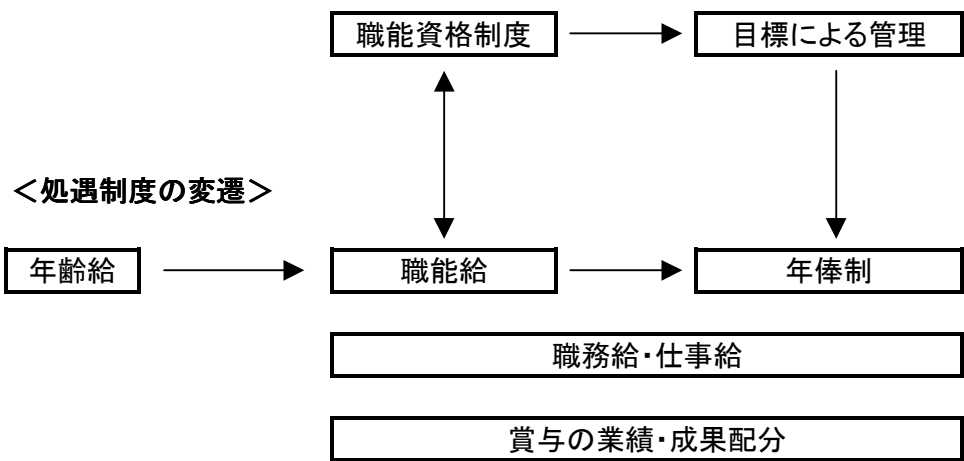 職能資格制度
目標による管理
＜処遇制度の変遷＞
年齢給
職能給
年俸制
職務給・仕事給
賞与の業績・成果配分